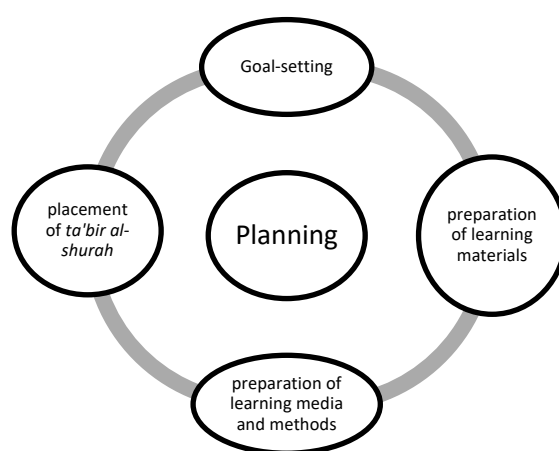 Goal-setting
placement
of ta'bir al-
shurah
Planning
preparation
of learning
materials
preparation of
learning media
and methods